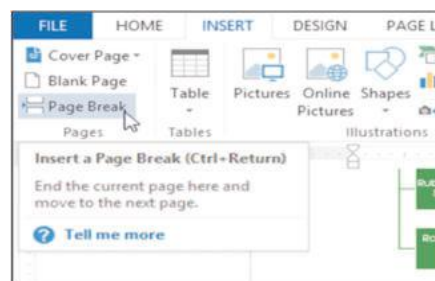 FILE HOME INSERT DESIGN PAGE L
Cover Page
Blank Page
Page Break
Table
Pictures
Online Pictures
Shapes
Pages
Tables
Illustrations
Insert a Page Break (Ctrl+Return)
End the current page here and
move to the next page.
Tell me more